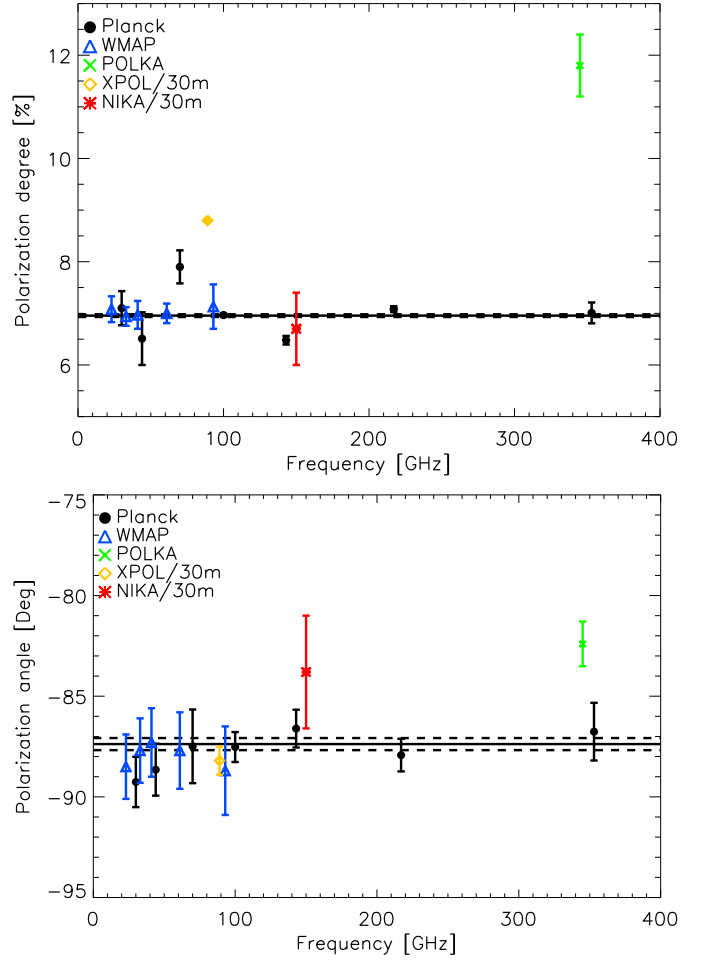 Planck
WMAP
POLKA
XPOL/30m
NIKA/30m
12
10
8
6
Polarization degree [%]
0 100 200 300 400
Frequency [GHz]
−75
Planck
WMAP
POLKA
XPOL/30m
NIKA/30m
−80
−85
−90
−95
Polarization angle [Deg]
0 100 200 300 400
Frequency [GHz]